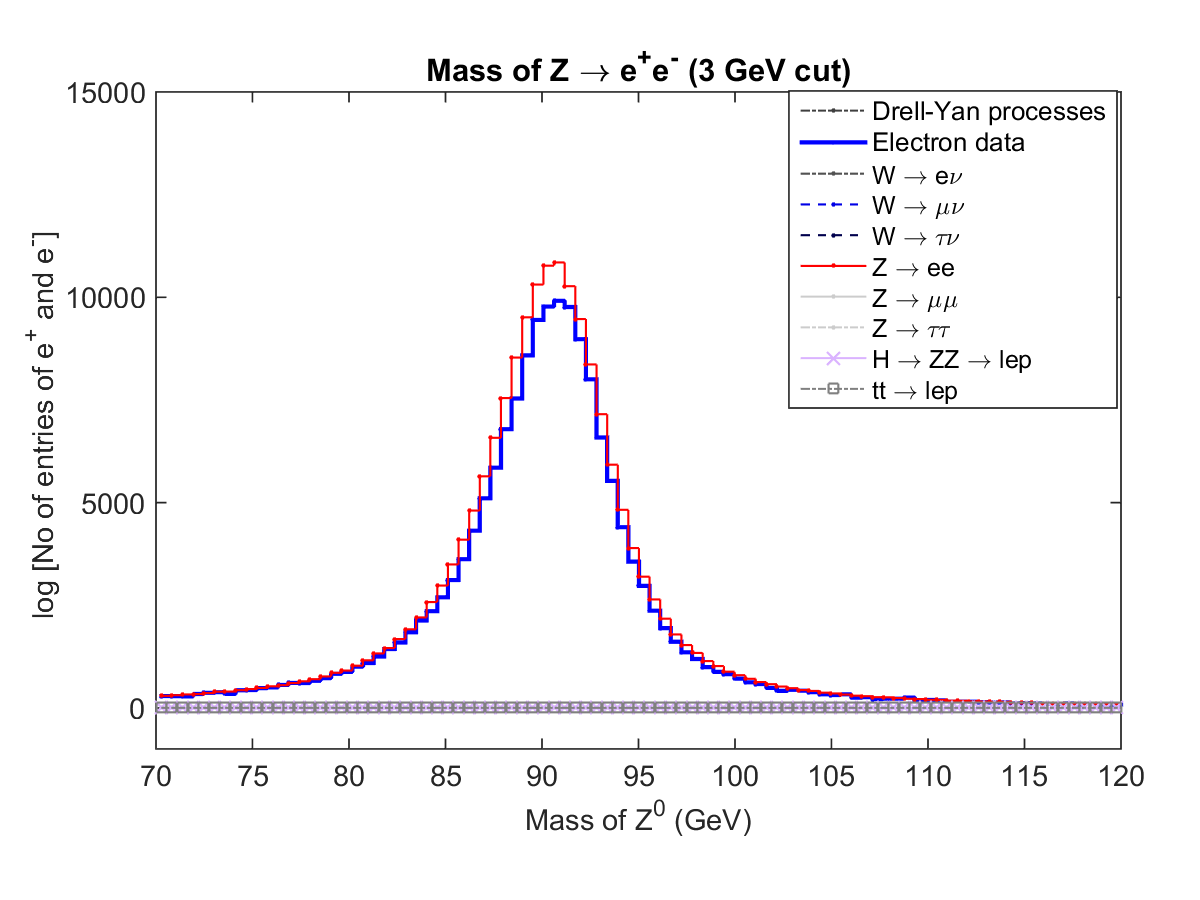 Mass of Z → e⁺e⁻ (3 GeV cut)
15000
10000
5000
0
log [No of entries of e⁺ and e⁻]
Drell-Yan processes
Electron data
W → eν
W → μν
W → τν
Z → ee
Z → μμ
Z → ττ
H → ZZ → lep
tt → lep
70 75 80 85 90 95 100 105 110 115 120
Mass of Z⁰ (GeV)